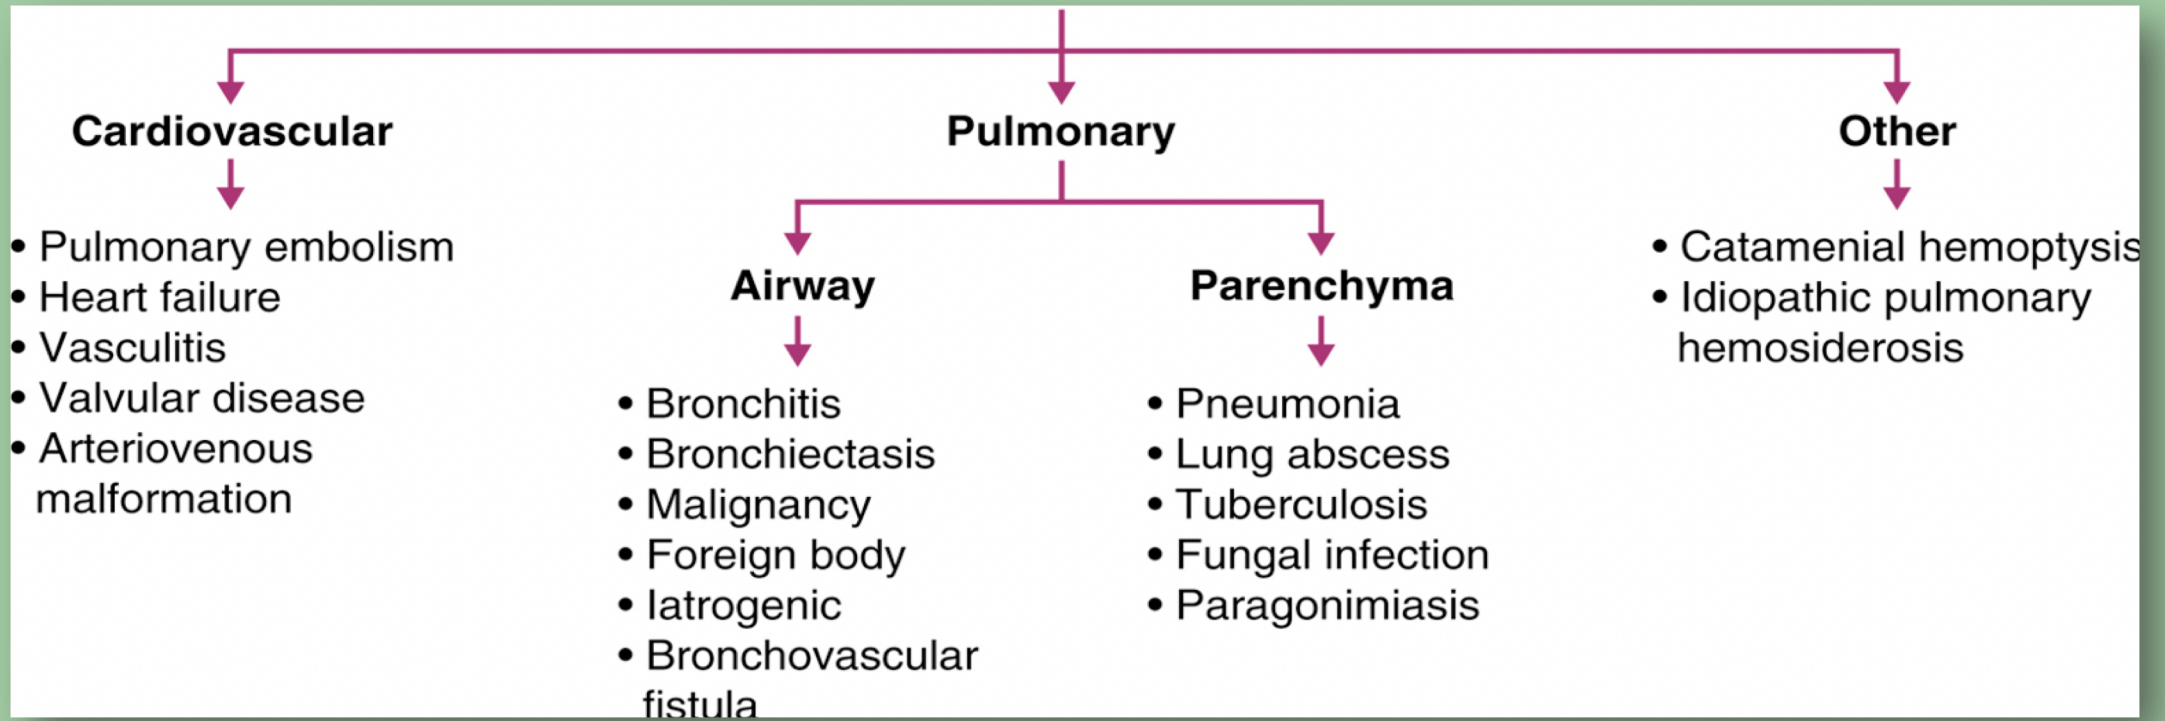 Cardiovascular
• Pulmonary embolism
• Heart failure
• Vasculitis
• Valvular disease
• Arteriovenous
malformation
Pulmonary
Airway
• Bronchitis
• Bronchiectasis
• Malignancy
• Foreign body
• Iatrogenic
• Bronchovascular
fistula
Parenchyma
• Pneumonia
• Lung abscess
• Tuberculosis
• Fungal infection
• Paragonimiasis
Other
• Catamenial hemoptysis
• Idiopathic pulmonary
hemosiderosis